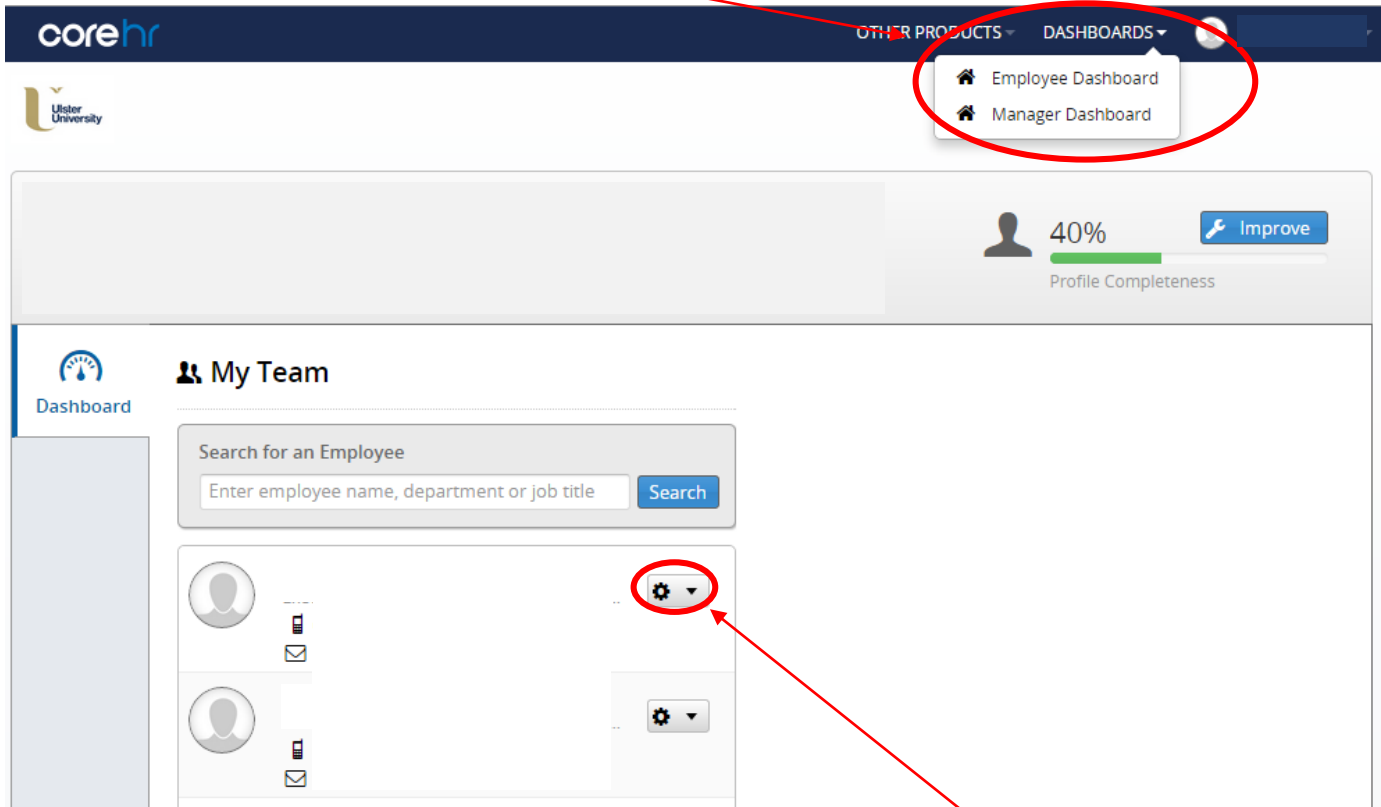 corehr
OTHER PRODUCTS DASHBOARDS
Employee Dashboard
Manager Dashboard
Ulster
University
40%
Improve
Profile Completeness
Dashboard
My Team
Search for an Employee
Enter employee name, department or job title
Search